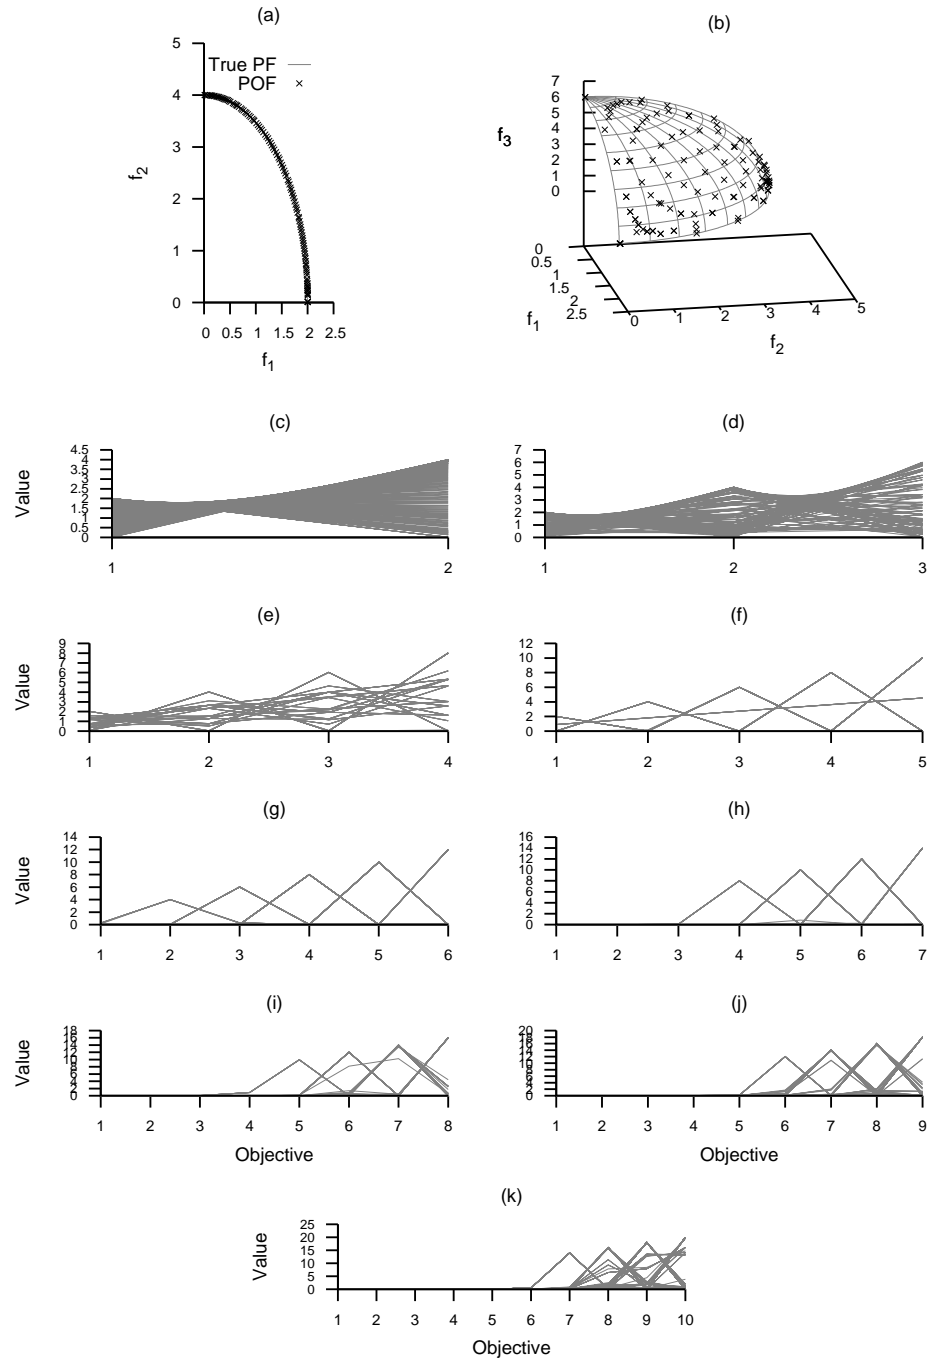 (a)
5
4
3
2
1
0
f2
True PF
POF
0 0.5 1 1.5 2 2.5
f1
(b)
7
6
5
4
3
2
1
0
f3
0
0.5
1
1.5
2
2.5
f1
0 1 2 3 4 5
f2
(c)
4.5
4
3.5
3
2.5
2
1.5
1
0.5
0
Value
1 2
(d)
7
6
5
4
3
2
1
0
1 2 3
(e)
9
8
7
6
5
4
3
2
1
0
Value
1 2 3 4
(f)
12
10
8
6
4
2
0
1 2 3 4 5
(g)
14
12
10
8
6
4
2
0
Value
1 2 3 4 5 6
(h)
16
14
12
10
8
6
4
2
0
1 2 3 4 5 6 7
(i)
18
16
14
12
10
8
6
4
2
0
Value
1 2 3 4 5 6 7 8
Objective
(j)
20
18
16
14
12
10
8
6
4
2
0
1 2 3 4 5 6 7 8 9
Objective
(k)
25
20
15
10
5
0
Value
1 2 3 4 5 6 7 8 9 10
Objective